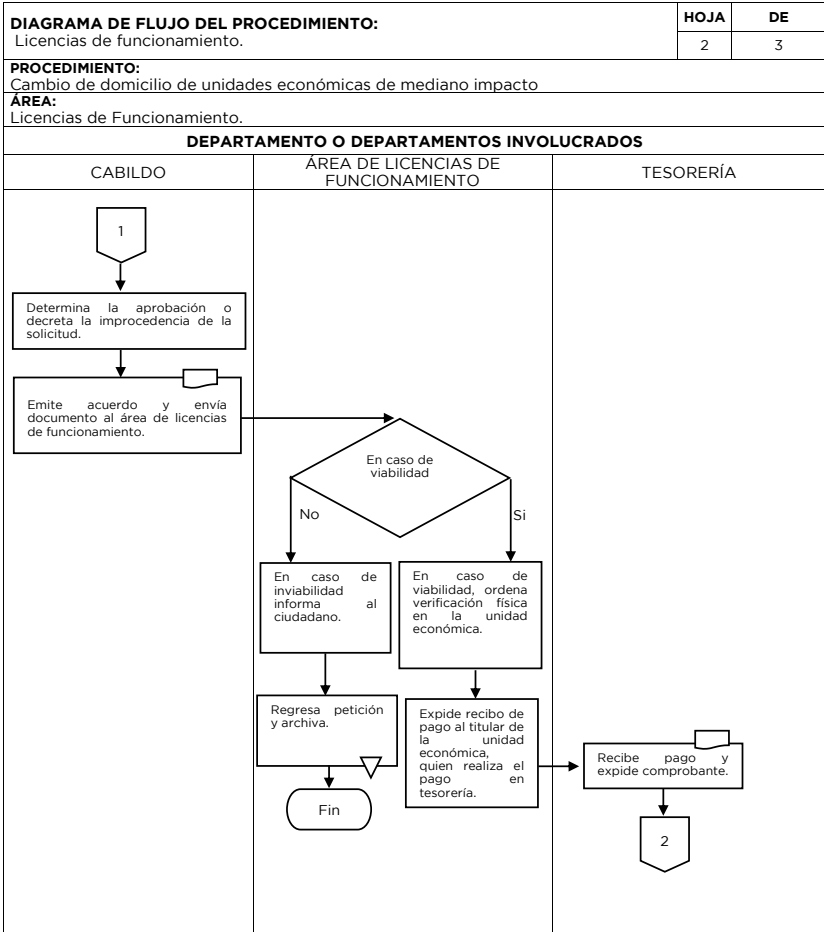 DIAGRAMA DE FLUJO DEL PROCEDIMIENTO:
Licencias de funcionamiento.
HOJA DE
2 3
PROCEDIMIENTO:
Cambio de domicilio de unidades económicas de mediano impacto
ÁREA:
Licencias de Funcionamiento.
DEPARTAMENTO O DEPARTAMENTOS INVOLUCRADOS
CABILDO
ÁREA DE LICENCIAS DE
FUNCIONAMIENTO
TESORERÍA
1
Determina la aprobación o
decreta la improcedencia de la
solicitud.
Emite acuerdo y envía
documento al área de licencias
de funcionamiento.
En caso de
viabilidad
No
Si
En caso de
inviabilidad
informa al
ciudadano.
En caso de
viabilidad, ordena
verificación física
en la unidad
económica.
Regresa petición
y archiva.
Expide recibo de
pago al titular de
la unidad
económica,
quien realiza el
pago en
tesorería.
Recibe pago y
expide comprobante.
Fin
2